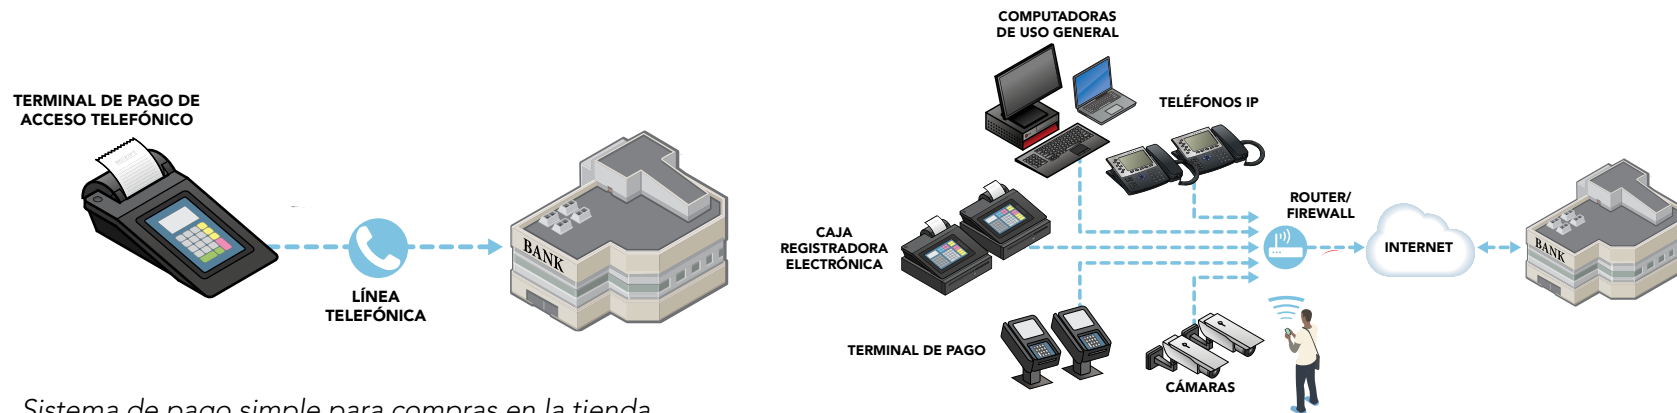 TERMINAL DE PAGO DE
ACCESO TELEFÓNICO
BANK
LÍNEA
TELEFÓNICA
Sistema de pago simple para compras en la tienda
COMPUTADORAS
DE USO GENERAL
TELÉFONOS IP
ROUTER/
FIREWALL
CAJA
REGISTRADORA
ELECTRÓNICA
INTERNET
BANK
TERMINAL DE PAGO
CÁMARAS